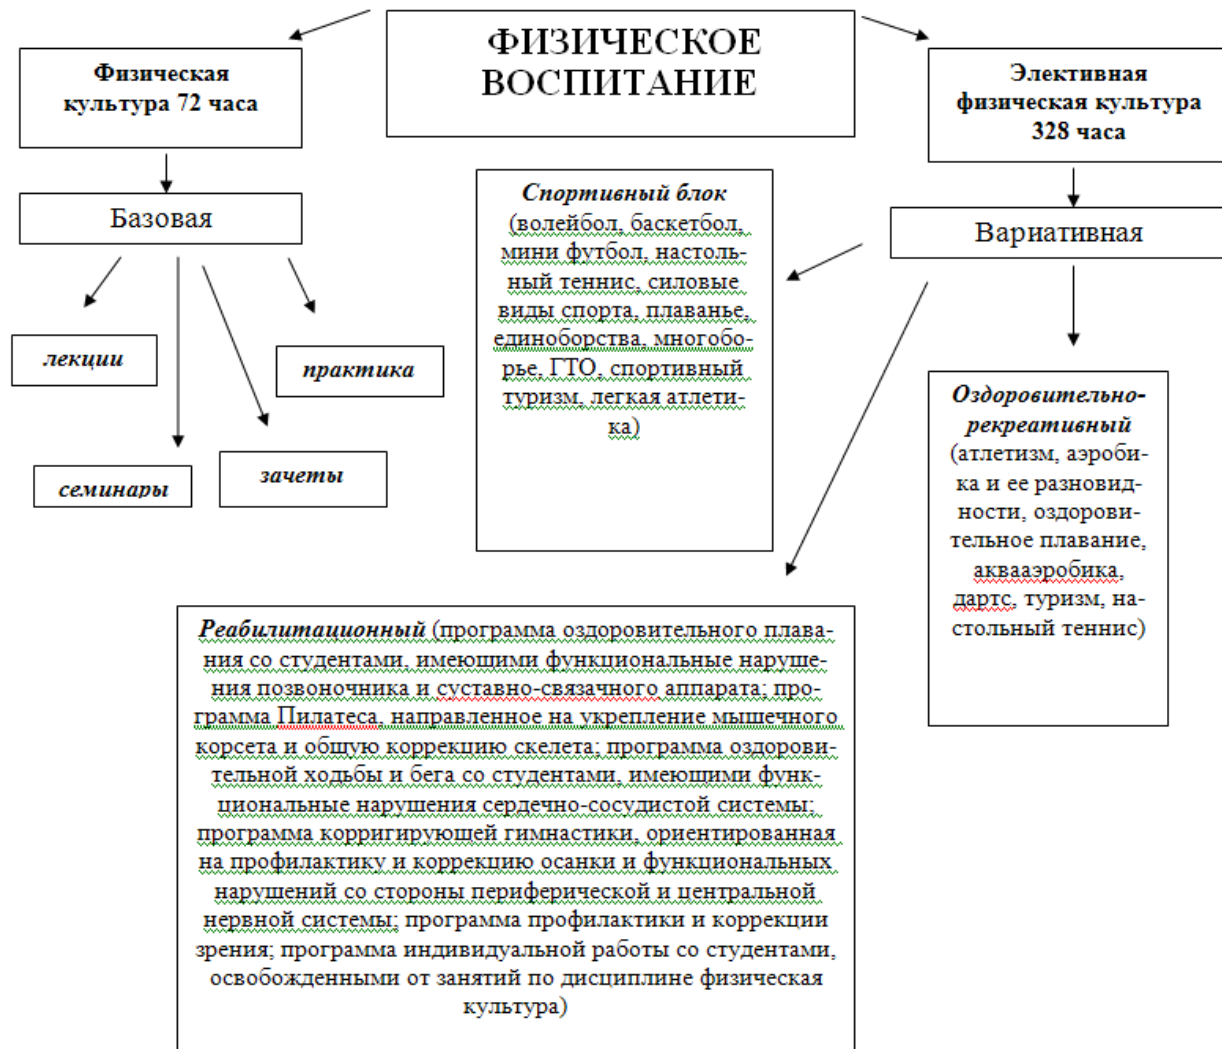 ФИЗИЧЕСКОЕ
ВОСПИТАНИЕ
Физическая
культура 72 часа
Элективная
физическая культура
328 часа
Базовая
Вариативная
лекции
практика
семинары
зачеты
Спортивный блок
(волейбол, баскетбол,
мини футбол, настоль-
ный теннис, силовые
виды спорта, плаванье,
единоборства, многобо-
рье, ГТО, спортивный
туризм, легкая атлети-
ка)
Оздоровительно-
рекреативный
(атлетизм, аэроби-
ка и ее разновид-
ности, оздорови-
тельное плавание,
аквааэробика,
дартс, туризм, на-
стольный теннис)
Реабилитационный (программа оздоровительного плава-
ния со студентами, имеющими функциональные наруше-
ния позвоночника и суставно-связачного аппарата; про-
грамма Пилатеса, направленное на укрепление мышечного
корсета и общую коррекцию скелета; программа оздорови-
тельной ходьбы и бега со студентами, имеющими функ-
циональные нарушения сердечно-сосудистой системы;
программа корригирующей гимнастики, ориентированная
на профилактику и коррекцию осанки и функциональных
нарушений со стороны периферической и центральной
нервной системы; программа профилактики и коррекции
зрения; программа индивидуальной работы со студентами,
освобожденными от занятий по дисциплине физическая
культура)